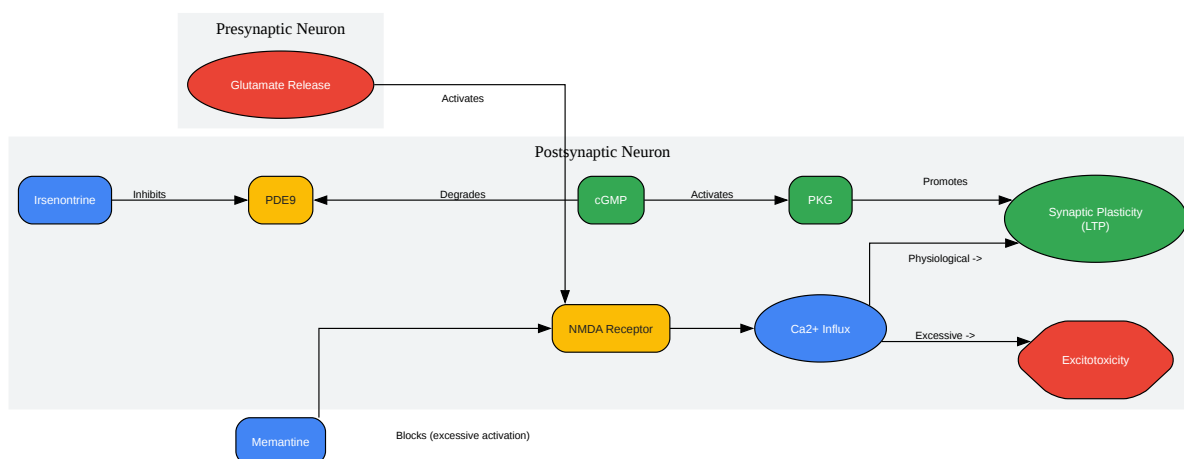 Presynaptic Neuron
Glutamate Release
Activates
Postsynaptic Neuron
Irsenontrine
Inhibits
PDE9
Degrades
cGMP
Activates
PKG
Promotes
Synaptic Plasticity
(LTP)
Physiological ->
NMDA Receptor
Ca2+ Influx
Excessive ->
Excitotoxicity
Memantine
Blocks (excessive activation)